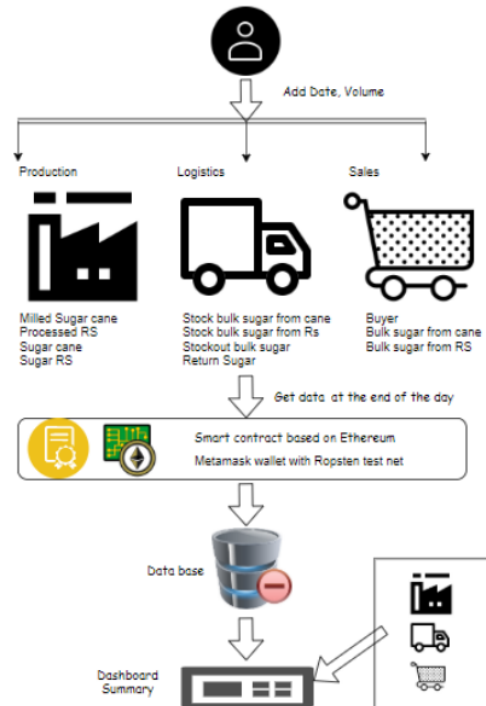 Add Date, Volume
Production
Logistics
Sales
Milled Sugar cane
Processed RS
Sugar cane
Sugar RS
Stock bulk sugar from cane
Stock bulk sugar from Rs
Stockout bulk sugar
Return Sugar
Buyer
Bulk sugar from cane
Bulk sugar from RS
Get data at the end of the day
Smart contract based on Ethereum
Metamask wallet with Ropsten test net
Data base
Dashboard
Summary